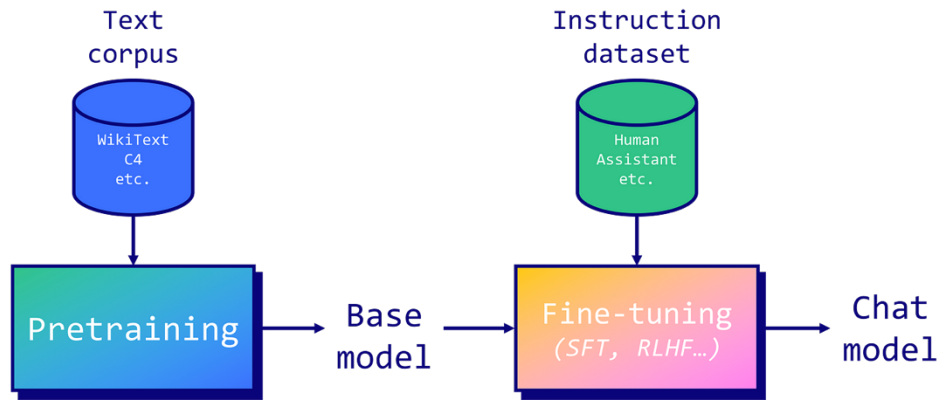 Text
corpus
WikiText
C4
etc.
Pretraining
Base
model
Instruction
dataset
Human
Assistant
etc.
Fine-tuning
(SFT, RLHF…)
Chat
model